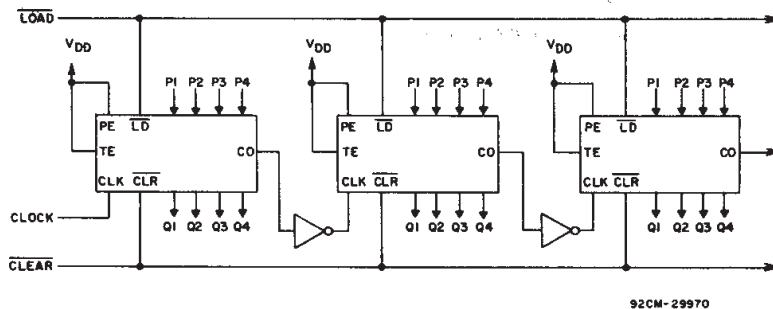 LOAD
VDD VDD VDD
P1 P2 P3 P4 P1 P2 P3 P4 P1 P2 P3 P4
PE LD PE LD PE LD
TE CO TE CO TE CO
CLK CLR CLK CLR CLK CLR
CLOCK
Q1 Q2 Q3 Q4 Q1 Q2 Q3 Q4 Q1 Q2 Q3 Q4
CLEAR
92CM-29970